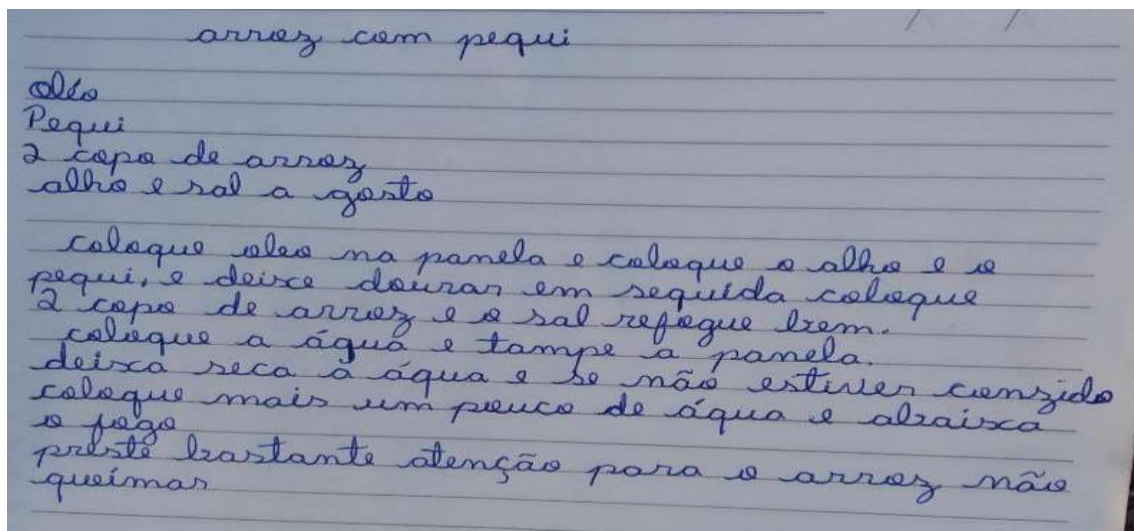 arroz com pequi
oléo
Pequi
2 copo de arroz
alho e sal a gosto
coloque oleo na panela e coloque o alho e o
pequi, e deixe dourar em seguida coloque
2 copo de arroz e o sal refogue bem.
coloque a água e tampe a panela.
deixa seca a água e se não estiver conzido
coloque mais um pouco de água e abaixa
o fogo
preste bastante atenção para o arroz não
queimar